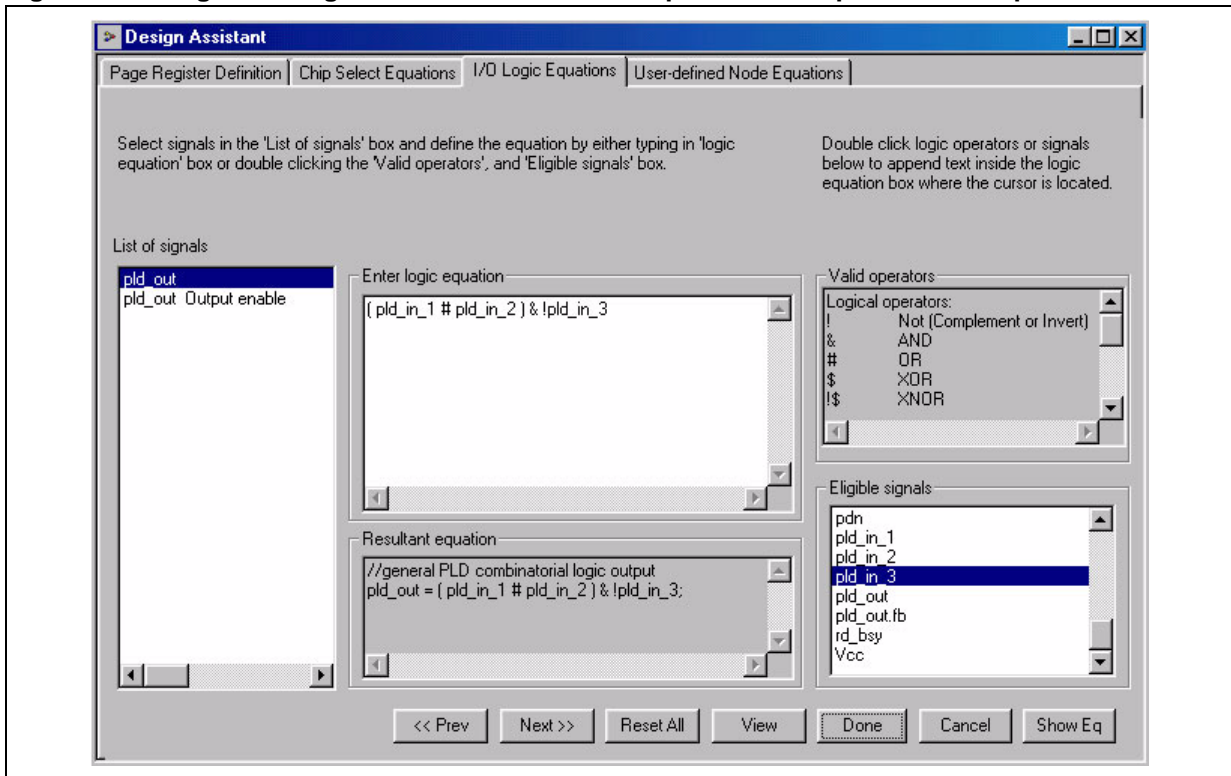 Design Assistant
Page Register Definition Chip Select Equations I/O Logic Equations User-defined Node Equations
Select signals in the 'List of signals' box and define the equation by either typing in 'logic
equation' box or double clicking the 'Valid operators', and 'Eligible signals' box.
Double click logic operators or signals
below to append text inside the logic
equation box where the cursor is located.
List of signals
pld_out
pld_out Output enable
Enter logic equation
( pld_in_1 # pld_in_2 ) & !pld_in_3
Resultant equation
//general PLD combinatorial logic output
pld_out = ( pld_in_1 # pld_in_2 ) & !pld_in_3;
Valid operators
Logical operators:
! Not (Complement or Invert)
& AND
# OR
$ XOR
!$ XNOR
Eligible signals
pdn
pld_in_1
pld_in_2
pld_in_3
pld_out
pld_out.fb
rd_bsy
Vcc
<< Prev Next >> Reset All View Done Cancel Show Eq